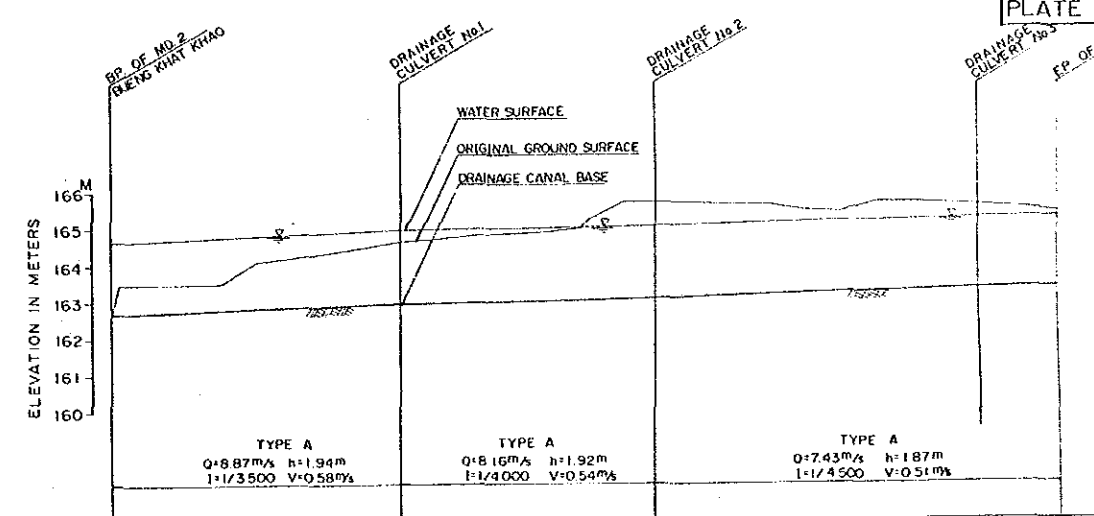 PLATE
BP. OF MD.2
BUENG KHAT KHAO
DRAINAGE
CULVERT No.1
DRAINAGE
CULVERT No.2
DRAINAGE
CULVERT No.3
EP. OF
WATER SURFACE
ORIGINAL GROUND SURFACE
DRAINAGE CANAL BASE
ELEVATION IN METERS
M
166
165
164
163
162
161
160
TYPE A
Q=8.87m/s h=1.94m
I=1/3500 V=0.58m/s
TYPE A
Q=8.16m/s h=1.92m
I=1/4000 V=0.54m/s
TYPE A
Q=7.43m/s h=1.87m
I=1/4500 V=0.51m/s